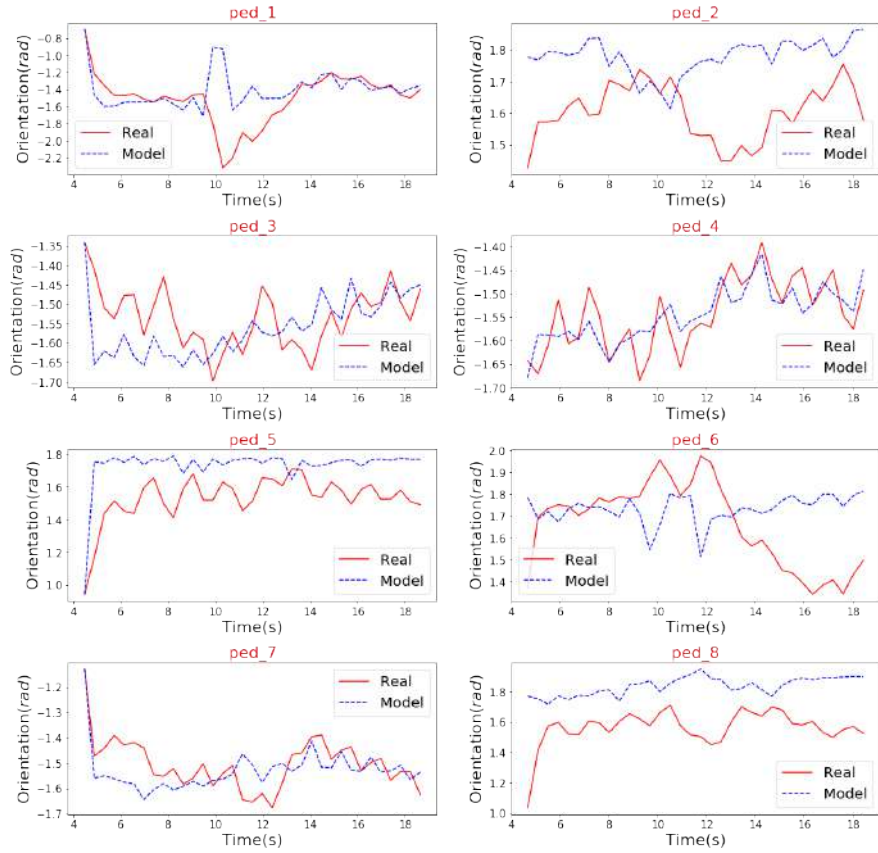 ped_1
Orientation(rad)
−0.8
−1.0
−1.2
−1.4
−1.6
−1.8
−2.0
−2.2
Real
Model
4 6 8 10 12 14 16 18
Time(s)
ped_2
Orientation(rad)
1.8
1.7
1.6
1.5
Real
Model
4 6 8 10 12 14 16 18
Time(s)
ped_3
Orientation(rad)
−1.35
−1.40
−1.45
−1.50
−1.55
−1.60
−1.65
−1.70
Real
Model
4 6 8 10 12 14 16 18
Time(s)
ped_4
Orientation(rad)
−1.40
−1.45
−1.50
−1.55
−1.60
−1.65
−1.70
Real
Model
4 6 8 10 12 14 16 18
Time(s)
ped_5
Orientation(rad)
1.8
1.6
1.4
1.2
1.0
Real
Model
4 6 8 10 12 14 16 18
Time(s)
ped_6
Orientation(rad)
2.0
1.9
1.8
1.7
1.6
1.5
1.4
Real
Model
4 6 8 10 12 14 16 18
Time(s)
ped_7
Orientation(rad)
−1.2
−1.3
−1.4
−1.5
−1.6
−1.7
Real
Model
4 6 8 10 12 14 16 18
Time(s)
ped_8
Orientation(rad)
1.8
1.6
1.4
1.2
1.0
Real
Model
4 6 8 10 12 14 16 18
Time(s)